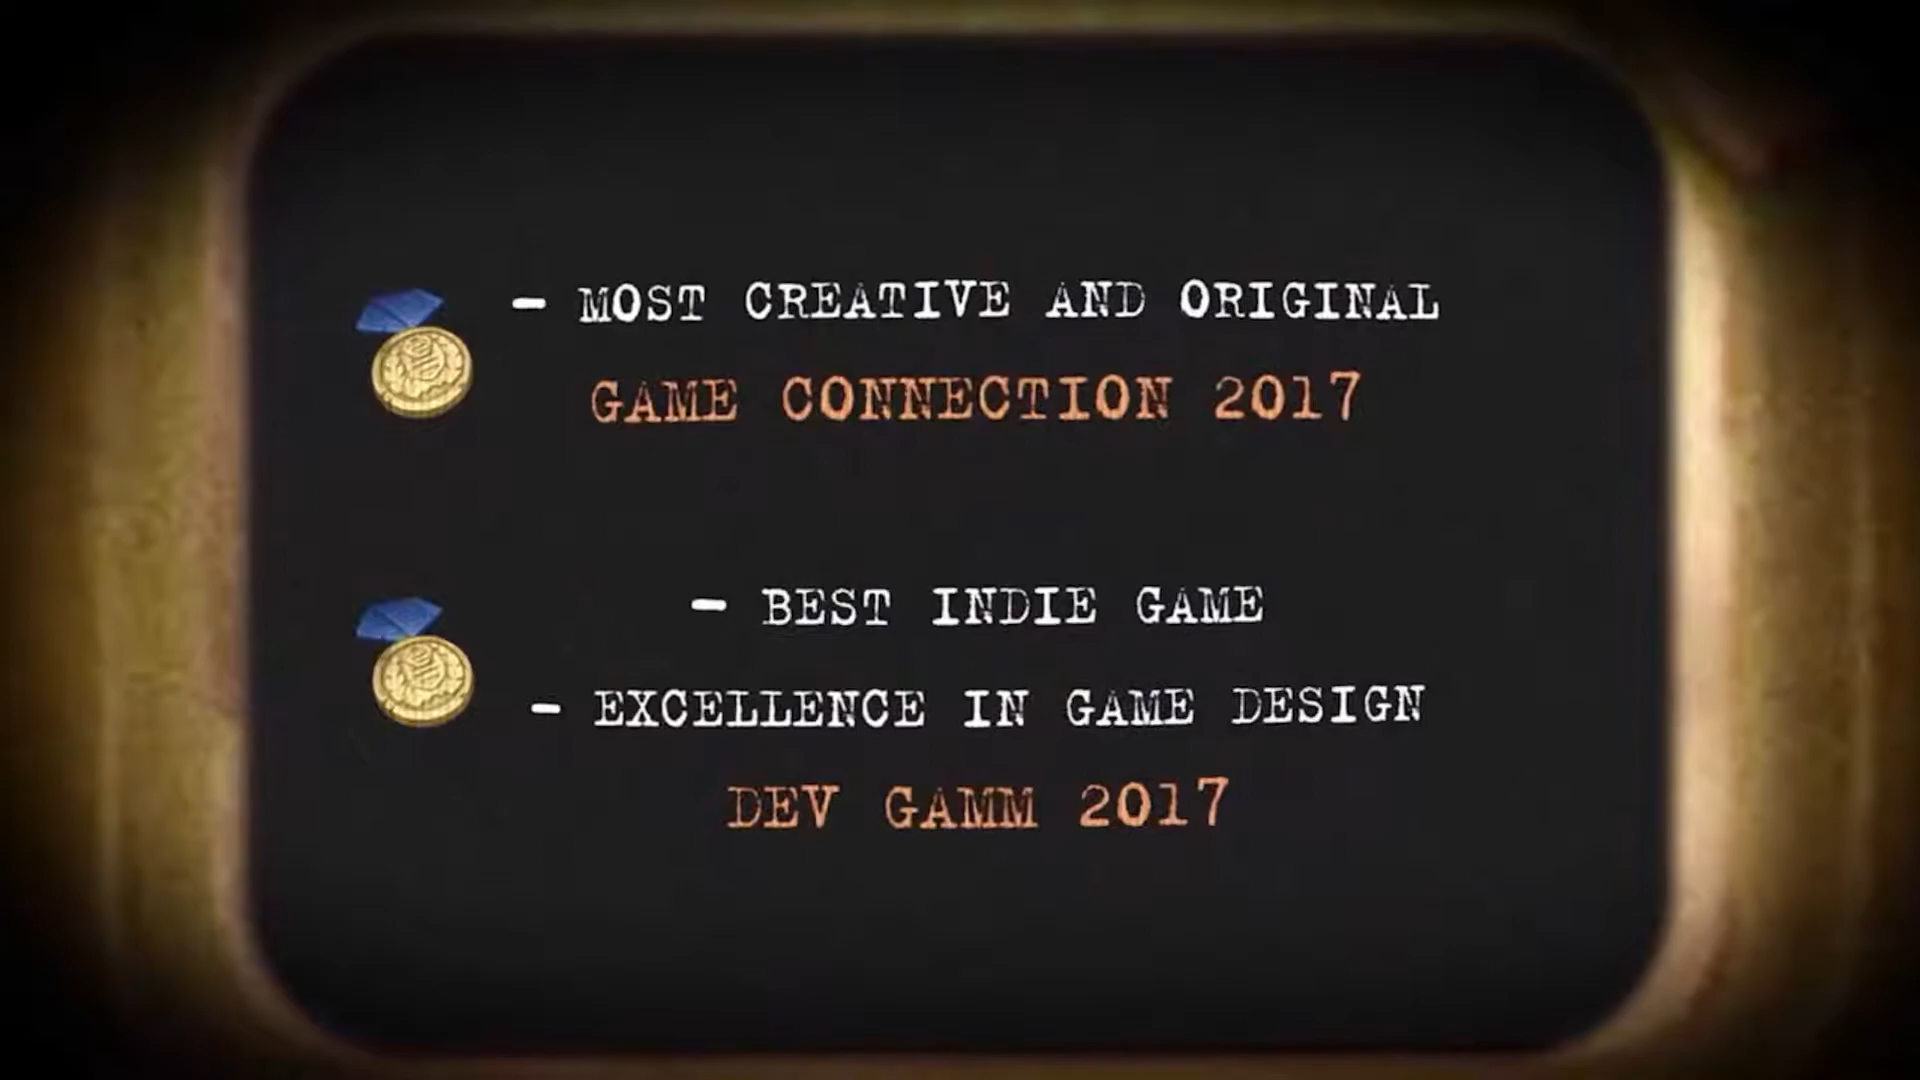 - MOST CREATIVE AND ORIGINAL
GAME CONNECTION 2017
- BEST INDIE GAME
- EXCELLENCE IN GAME DESIGN
DEV GAMM 2017